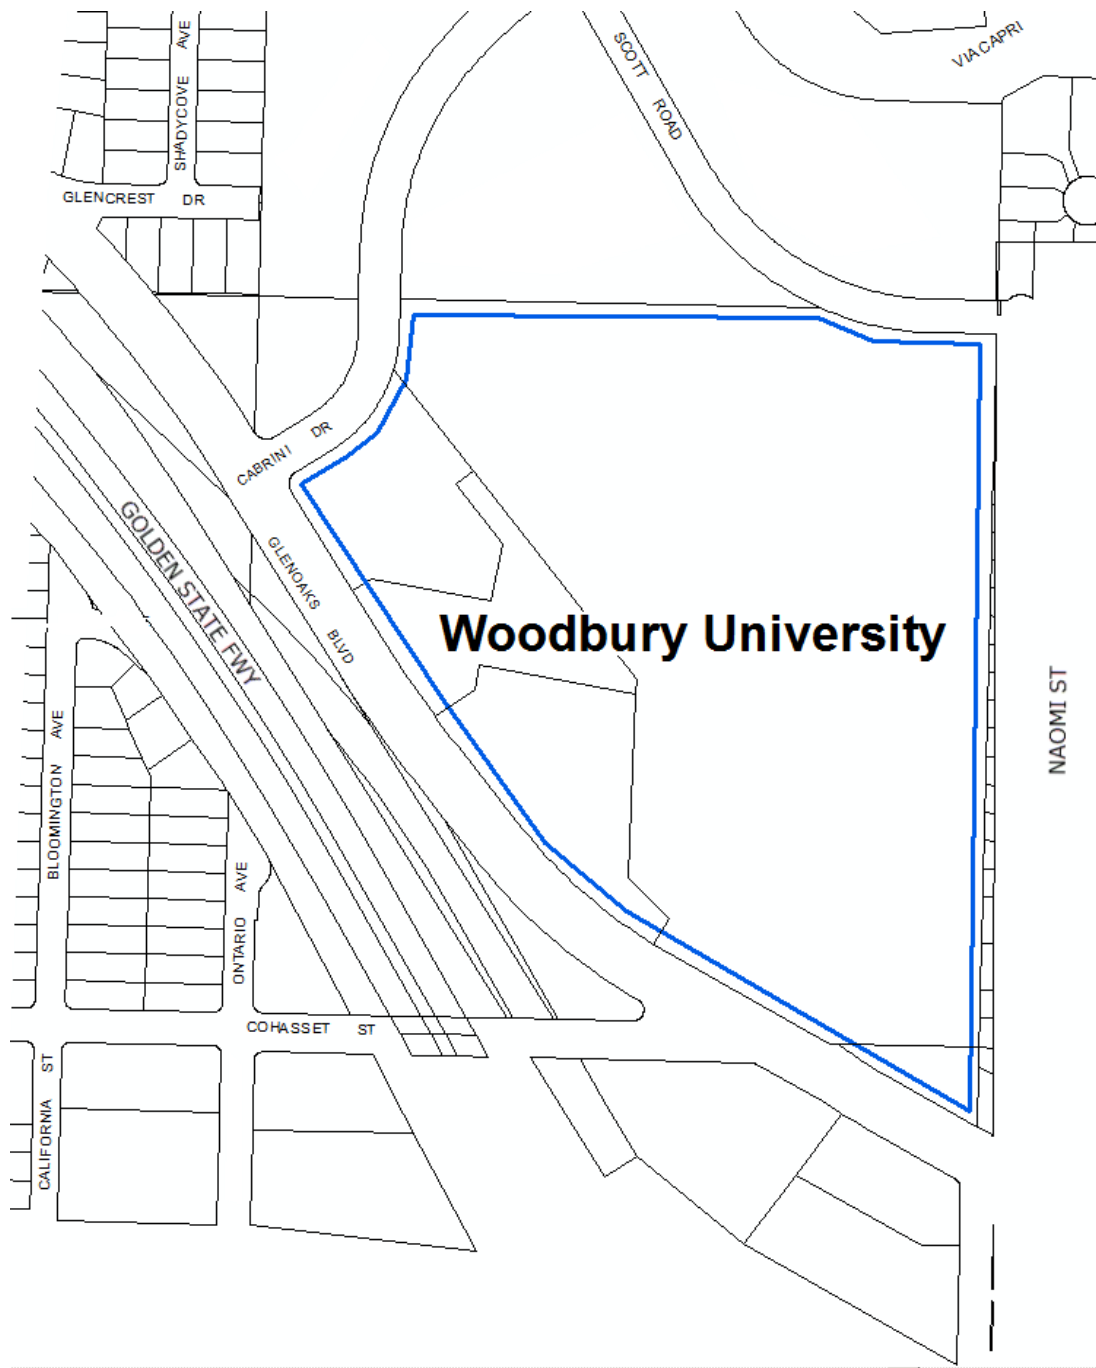 SHADYCOVE AVE
SCOTT ROAD
VIA CAPRI
GLENCREST DR
CABRINI DR
GOLDEN STATE FWY
GLENOAKS BLVD
Woodbury University
NAOMI ST
BLOOMINGTON AVE
ONTARIO AVE
COHASSET ST
CALIFORNIA ST